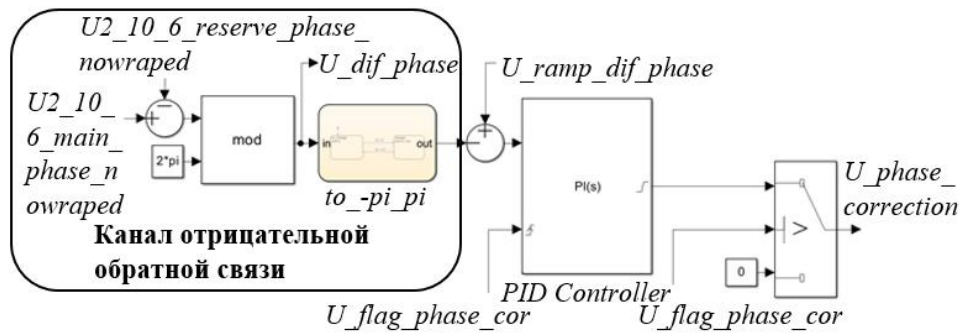 U2_10_6_reserve_phase_
nowraped
U_dif_phase
U_ramp_dif_phase
U2_10_
6_main_
phase_n
owraped
−
+
mod
2*pi
in
out
to_-pi_pi
−
+
PI(s)
U_phase_
correction
>
0
Канал отрицательной
обратной связи
PID Controller
U_flag_phase_cor
U_flag_phase_cor